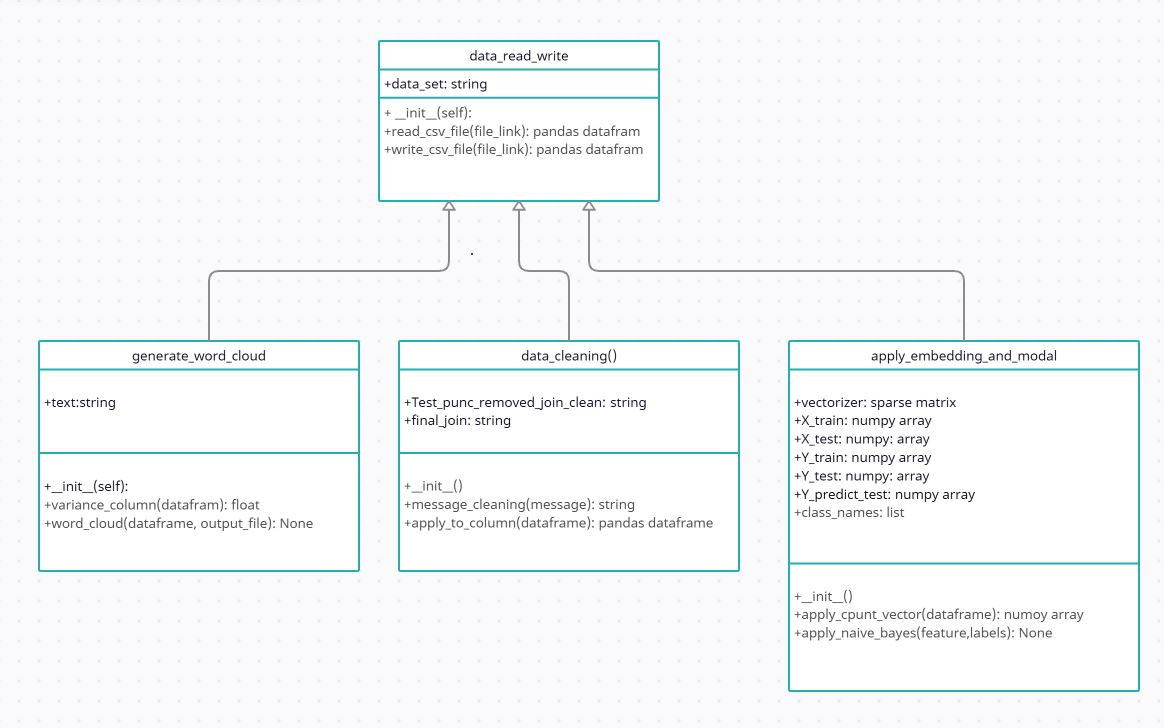 data_read_write
+data_set: string
+ __init__(self):
+read_csv_file(file_link): pandas datafram
+write_csv_file(file_link): pandas datafram
.
generate_word_cloud
+text:string
+__init__(self):
+variance_column(datafram): float
+word_cloud(dataframe, output_file): None
data_cleaning()
+Test_punc_removed_join_clean: string
+final_join: string
+__init__()
+message_cleaning(message): string
+apply_to_column(dataframe): pandas dataframe
apply_embedding_and_modal
+vectorizer: sparse matrix
+X_train: numpy array
+X_test: numpy: array
+Y_train: numpy array
+Y_test: numpy: array
+Y_predict_test: numpy array
+class_names: list
+__init__()
+apply_cpunt_vector(dataframe): numoy array
+apply_naive_bayes(feature,labels): None